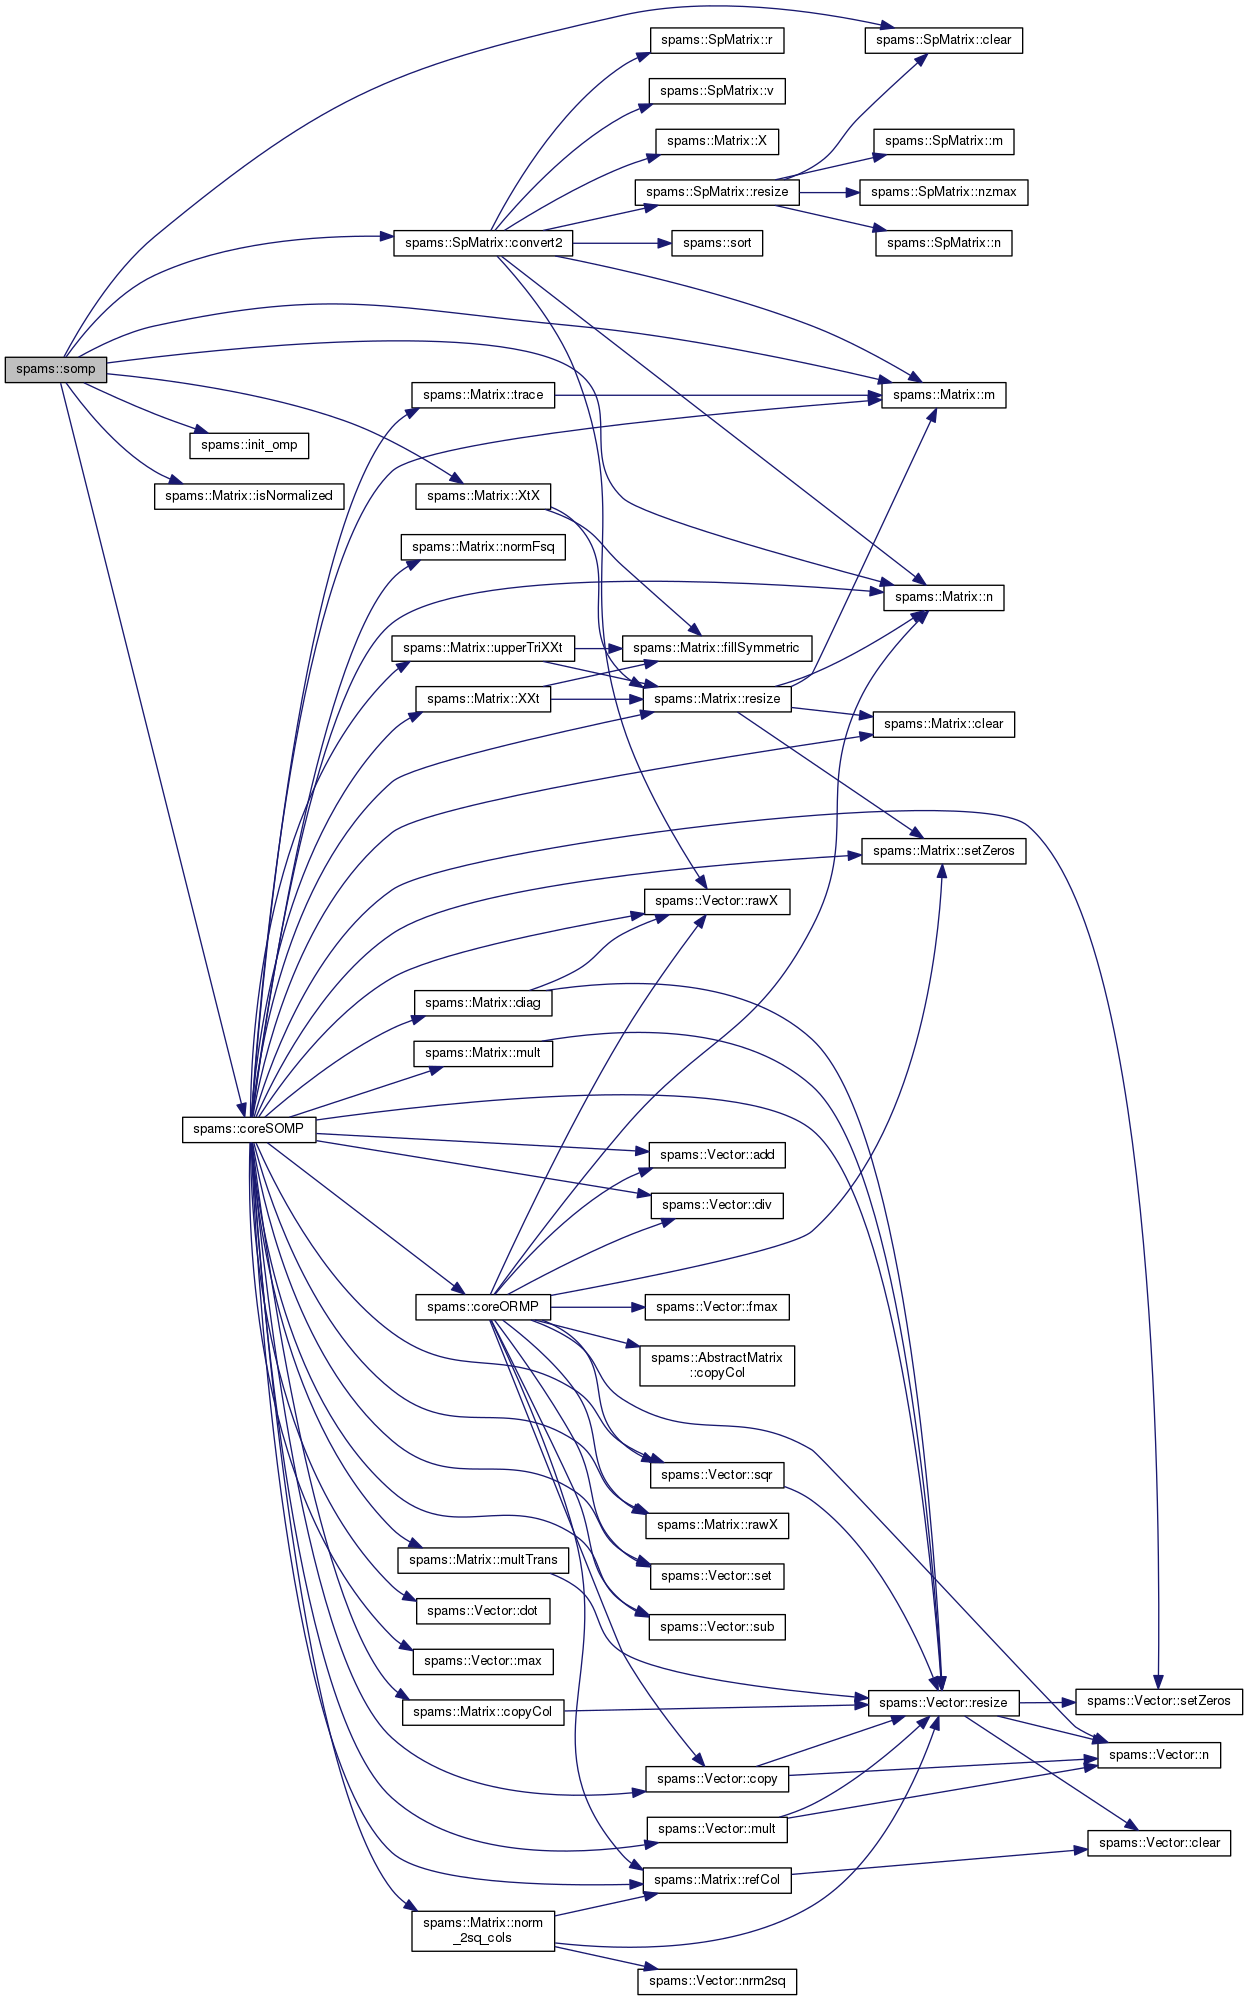 spams::SpMatrix::r
spams::SpMatrix::clear
spams::SpMatrix::v
spams::Matrix::X
spams::SpMatrix::m
spams::SpMatrix::resize
spams::SpMatrix::nzmax
spams::SpMatrix::convert2
spams::sort
spams::SpMatrix::n
spams::somp
spams::Matrix::trace
spams::Matrix::m
spams::init_omp
spams::Matrix::isNormalized
spams::Matrix::XtX
spams::Matrix::normFsq
spams::Matrix::n
spams::Matrix::upperTriXXt
spams::Matrix::fillSymmetric
spams::Matrix::XXt
spams::Matrix::resize
spams::Matrix::clear
spams::Matrix::setZeros
spams::Vector::rawX
spams::Matrix::diag
spams::Matrix::mult
spams::coreSOMP
spams::Vector::add
spams::Vector::div
spams::coreORMP
spams::Vector::fmax
spams::AbstractMatrix
::copyCol
spams::Vector::sqr
spams::Matrix::rawX
spams::Matrix::multTrans
spams::Vector::set
spams::Vector::dot
spams::Vector::sub
spams::Vector::max
spams::Matrix::copyCol
spams::Vector::resize
spams::Vector::setZeros
spams::Vector::n
spams::Vector::copy
spams::Vector::mult
spams::Vector::clear
spams::Matrix::refCol
spams::Matrix::norm
_2sq_cols
spams::Vector::nrm2sq